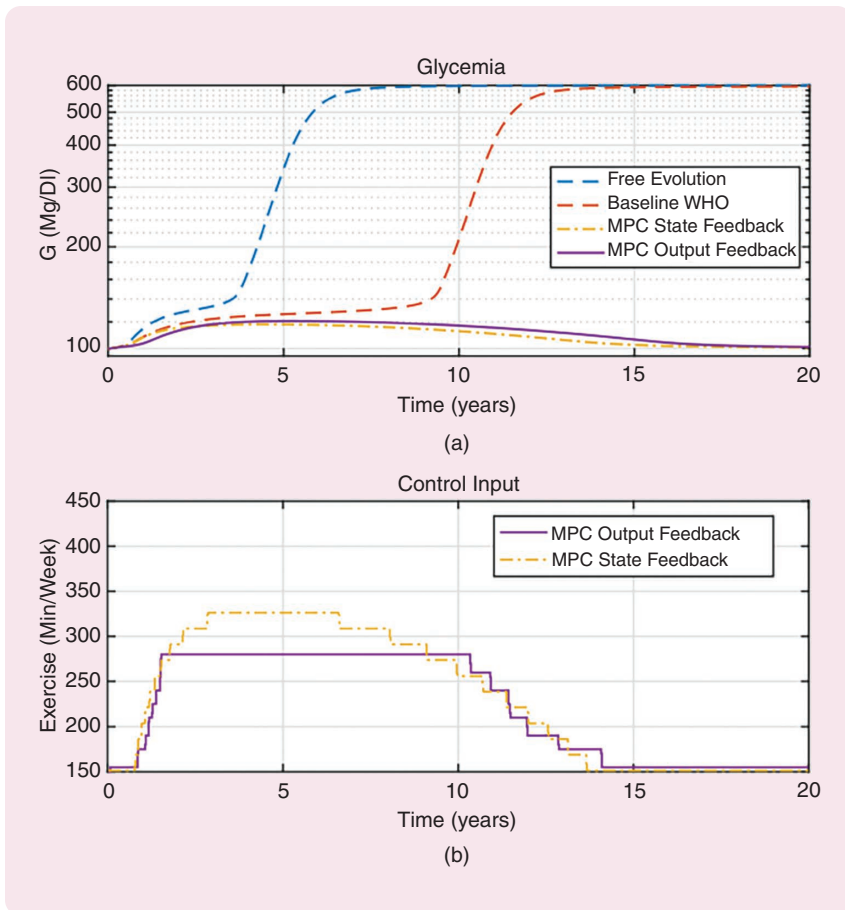 Glycemia
600
500
400
300
200
100
G (Mg/Dl)
Free Evolution
Baseline WHO
MPC State Feedback
MPC Output Feedback
0 5 10 15 20
Time (years)
(a)
Control Input
450
400
350
300
250
200
150
Exercise (Min/Week)
MPC Output Feedback
MPC State Feedback
0 5 10 15 20
Time (years)
(b)